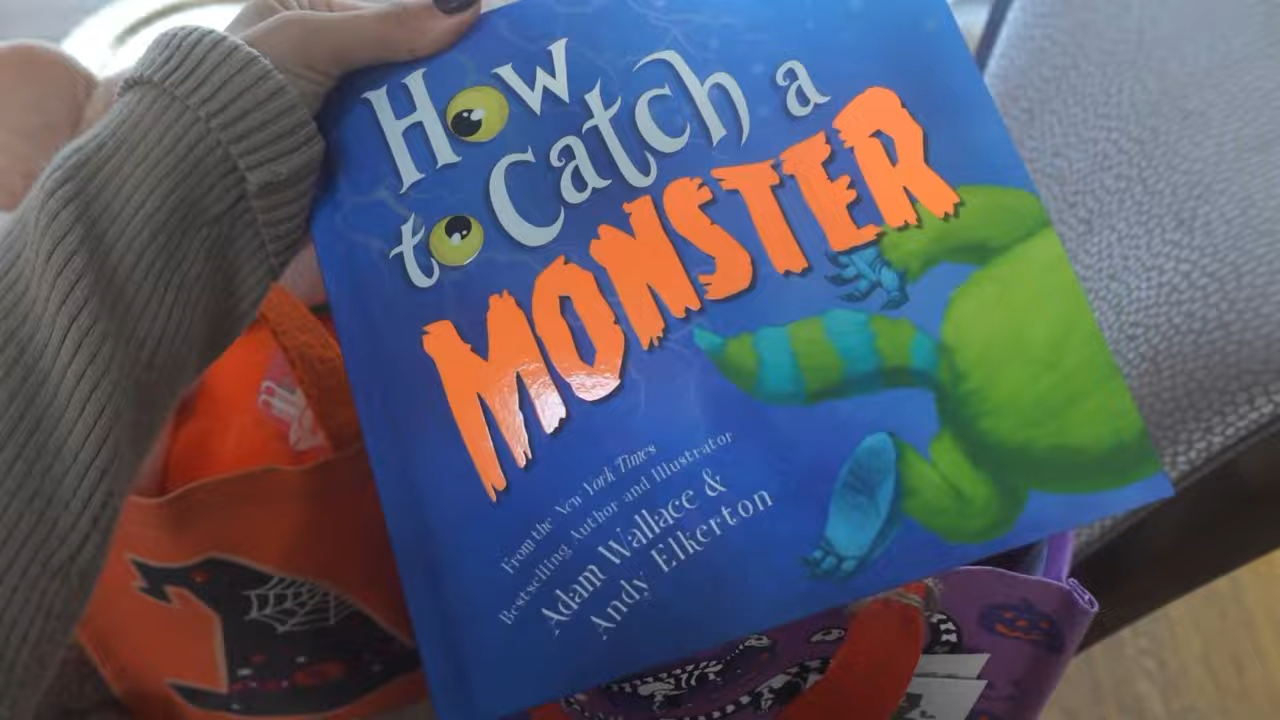 How
to Catch a
MONSTER
From the New York Times
Bestselling Author and Illustrator
Adam Wallace &
Andy Elkerton